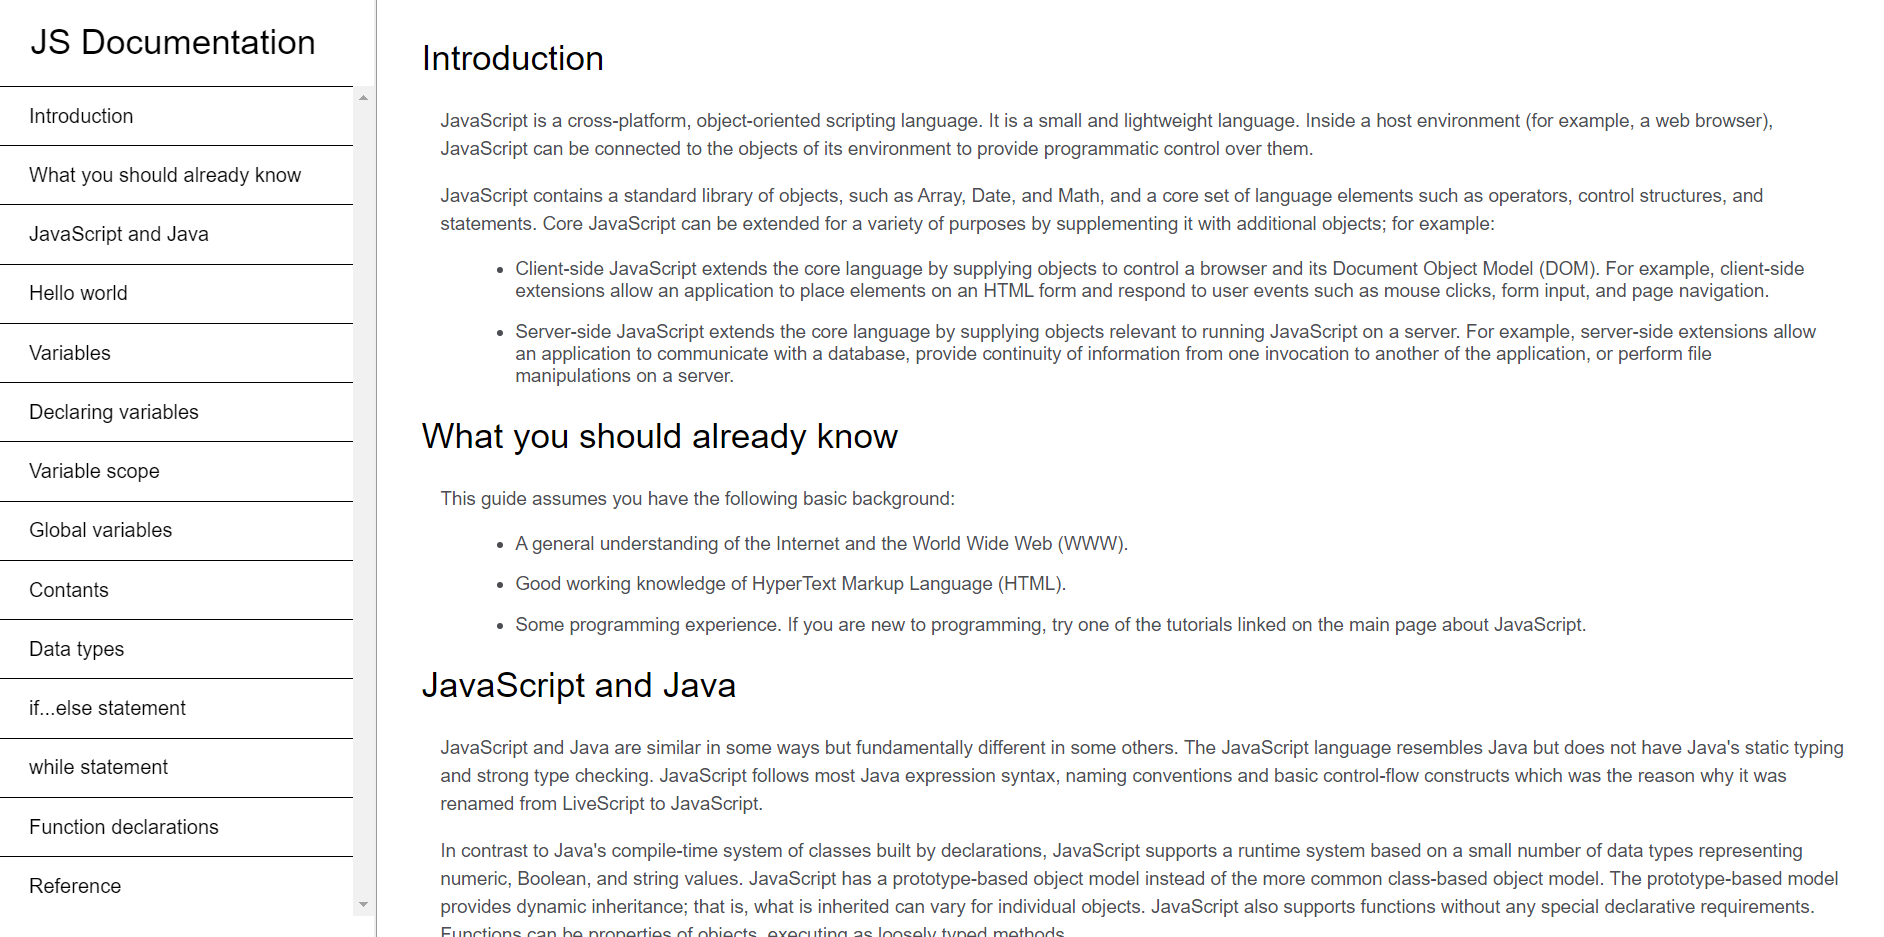 JS Documentation
Introduction
What you should already know
JavaScript and Java
Hello world
Variables
Declaring variables
Variable scope
Global variables
Contants
Data types
if...else statement
while statement
Function declarations
Reference
Introduction
JavaScript is a cross-platform, object-oriented scripting language. It is a small and lightweight language. Inside a host environment (for example, a web browser),
JavaScript can be connected to the objects of its environment to provide programmatic control over them.
JavaScript contains a standard library of objects, such as Array, Date, and Math, and a core set of language elements such as operators, control structures, and
statements. Core JavaScript can be extended for a variety of purposes by supplementing it with additional objects; for example:
• Client-side JavaScript extends the core language by supplying objects to control a browser and its Document Object Model (DOM). For example, client-side
extensions allow an application to place elements on an HTML form and respond to user events such as mouse clicks, form input, and page navigation.
• Server-side JavaScript extends the core language by supplying objects relevant to running JavaScript on a server. For example, server-side extensions allow
an application to communicate with a database, provide continuity of information from one invocation to another of the application, or perform file
manipulations on a server.
What you should already know
This guide assumes you have the following basic background:
• A general understanding of the Internet and the World Wide Web (WWW).
• Good working knowledge of HyperText Markup Language (HTML).
• Some programming experience. If you are new to programming, try one of the tutorials linked on the main page about JavaScript.
JavaScript and Java
JavaScript and Java are similar in some ways but fundamentally different in some others. The JavaScript language resembles Java but does not have Java's static typing
and strong type checking. JavaScript follows most Java expression syntax, naming conventions and basic control-flow constructs which was the reason why it was
renamed from LiveScript to JavaScript.
In contrast to Java's compile-time system of classes built by declarations, JavaScript supports a runtime system based on a small number of data types representing
numeric, Boolean, and string values. JavaScript has a prototype-based object model instead of the more common class-based object model. The prototype-based model
provides dynamic inheritance; that is, what is inherited can vary for individual objects. JavaScript also supports functions without any special declarative requirements.
Functions can be properties of objects, executing as loosely typed methods.